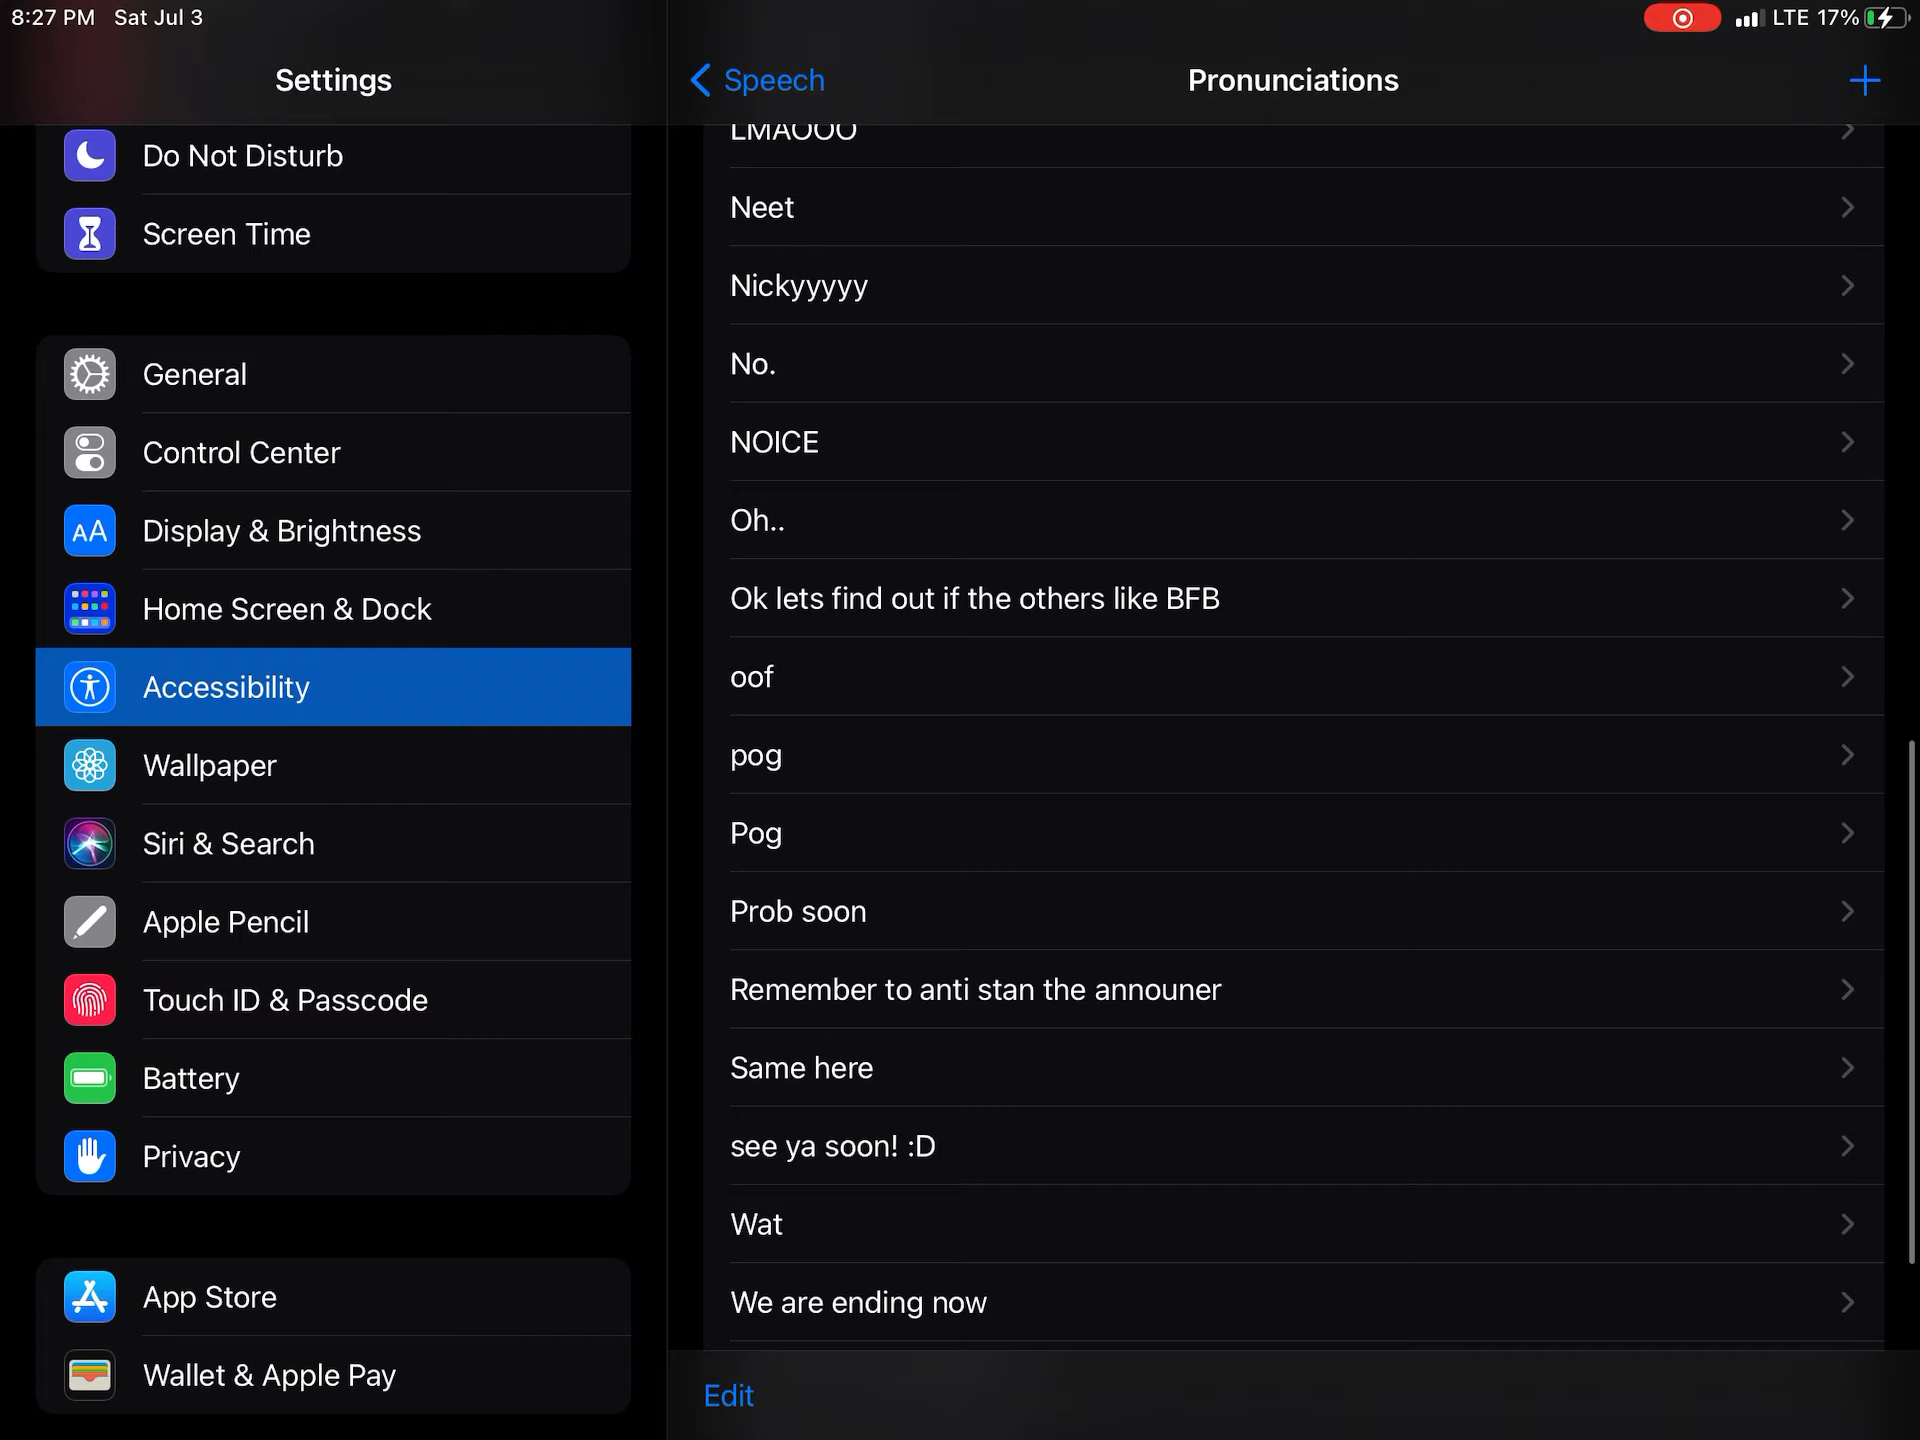 8:27 PM Sat Jul 3
LTE 17%
Settings
Do Not Disturb
Screen Time
General
Control Center
AA Display & Brightness
Home Screen & Dock
Accessibility
Wallpaper
Siri & Search
Apple Pencil
Touch ID & Passcode
Battery
Privacy
App Store
Wallet & Apple Pay
Speech
Pronunciations
LMAOOO
Neet
Nickyyyyy
No.
NOICE
Oh..
Ok lets find out if the others like BFB
oof
pog
Pog
Prob soon
Remember to anti stan the announer
Same here
see ya soon! :D
Wat
We are ending now
Edit